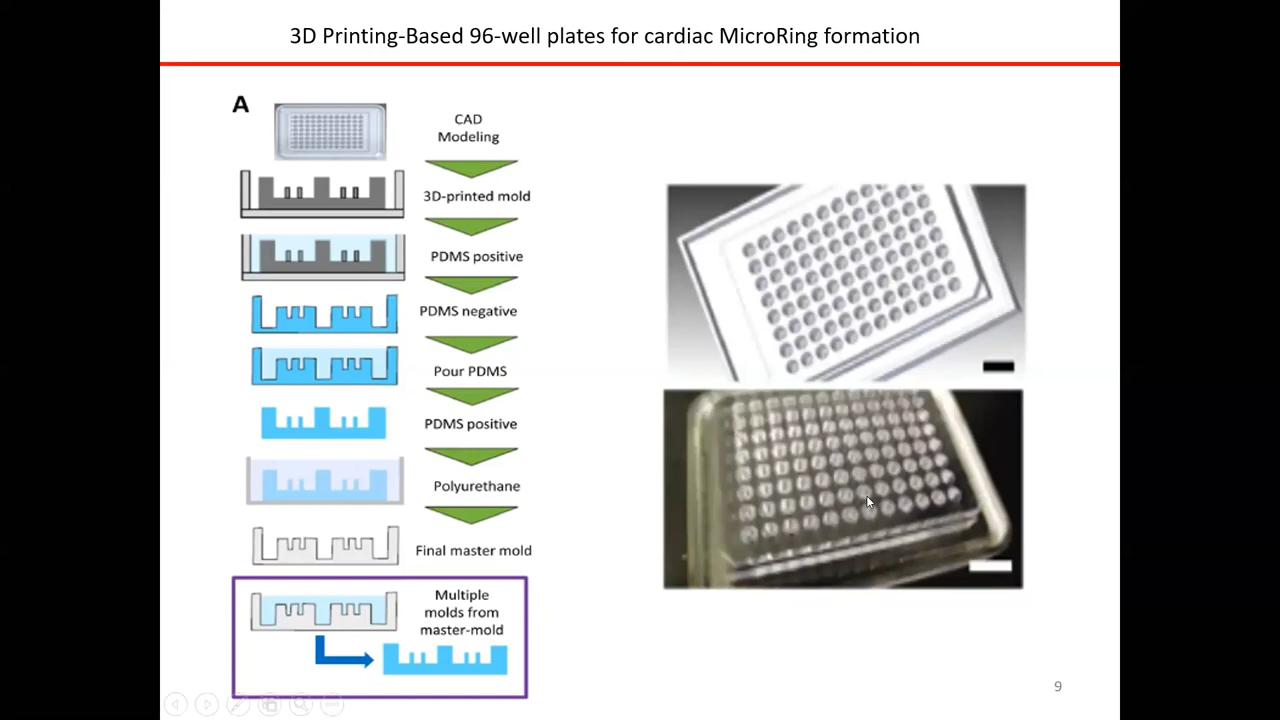 3D Printing-Based 96-well plates for cardiac MicroRing formation
A
CAD
Modeling
3D-printed mold
PDMS positive
PDMS negative
Pour PDMS
PDMS positive
Polyurethane
Final master mold
Multiple
molds from
master-mold
9